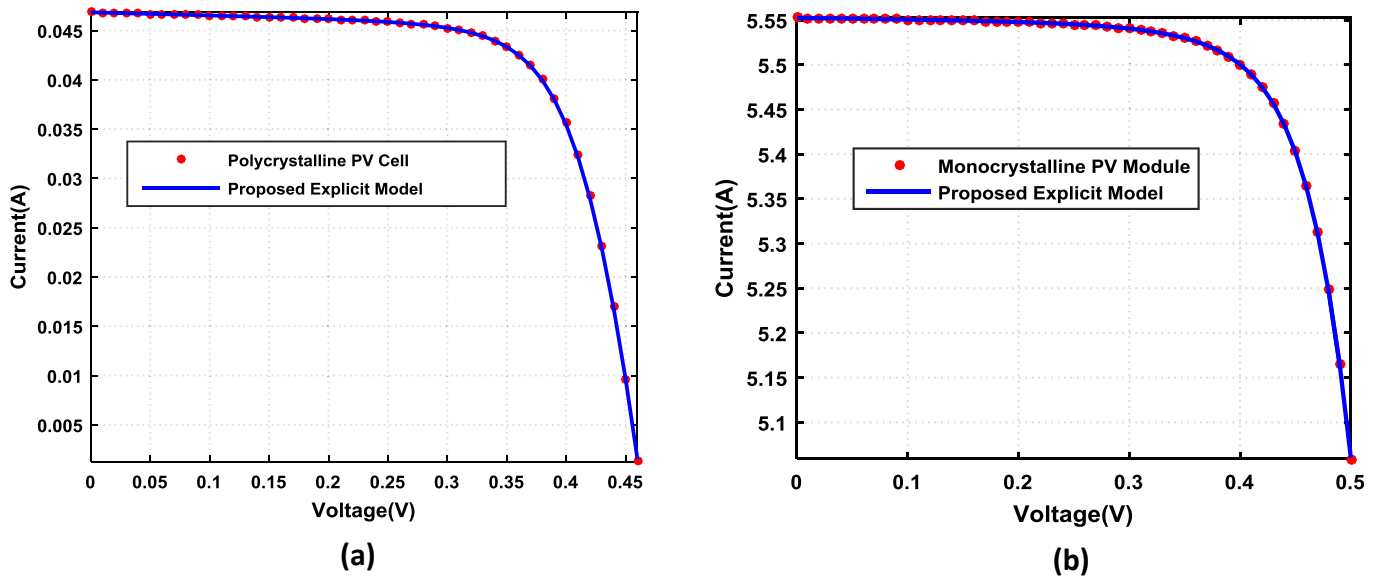 0.045
0.04
0.035
0.03
0.025
0.02
0.015
0.01
0.005
Current(A)
Polycrystalline PV Cell
Proposed Explicit Model
0 0.05 0.1 0.15 0.2 0.25 0.3 0.35 0.4 0.45
Voltage(V)
(a)
5.55
5.5
5.45
5.4
5.35
5.3
5.25
5.2
5.15
5.1
Current(A)
Monocrystalline PV Module
Proposed Explicit Model
0 0.1 0.2 0.3 0.4 0.5
Voltage(V)
(b)